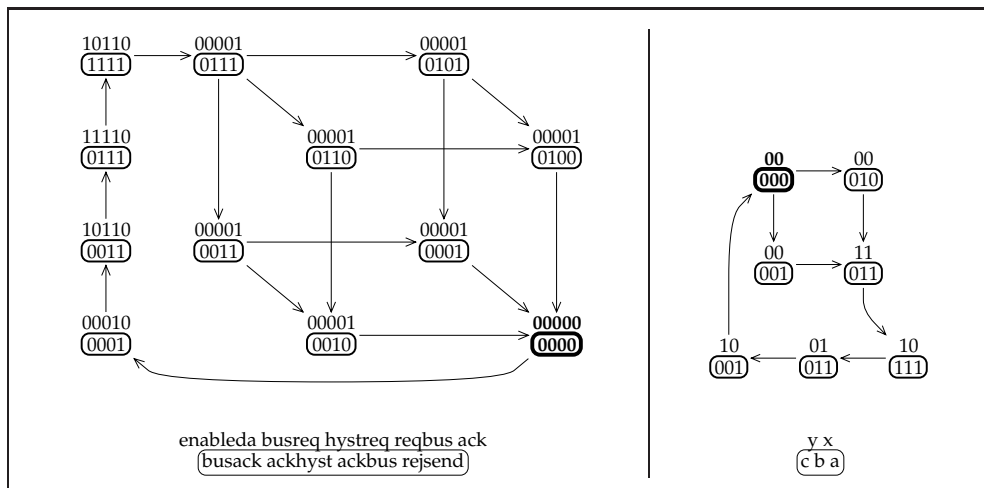 10110 00001 00001
1111 0111 0101
11110 00001 00001
0111 0110 0100
10110 00001 00001
0011 0011 0001
00010 00001 00000
0001 0010 0000
enableda busreq hystreq reqbus ack
busack ackhyst ackbus rejsend
00 00
000 010
00 11
001 011
10 01 10
001 011 111
y x
c b a